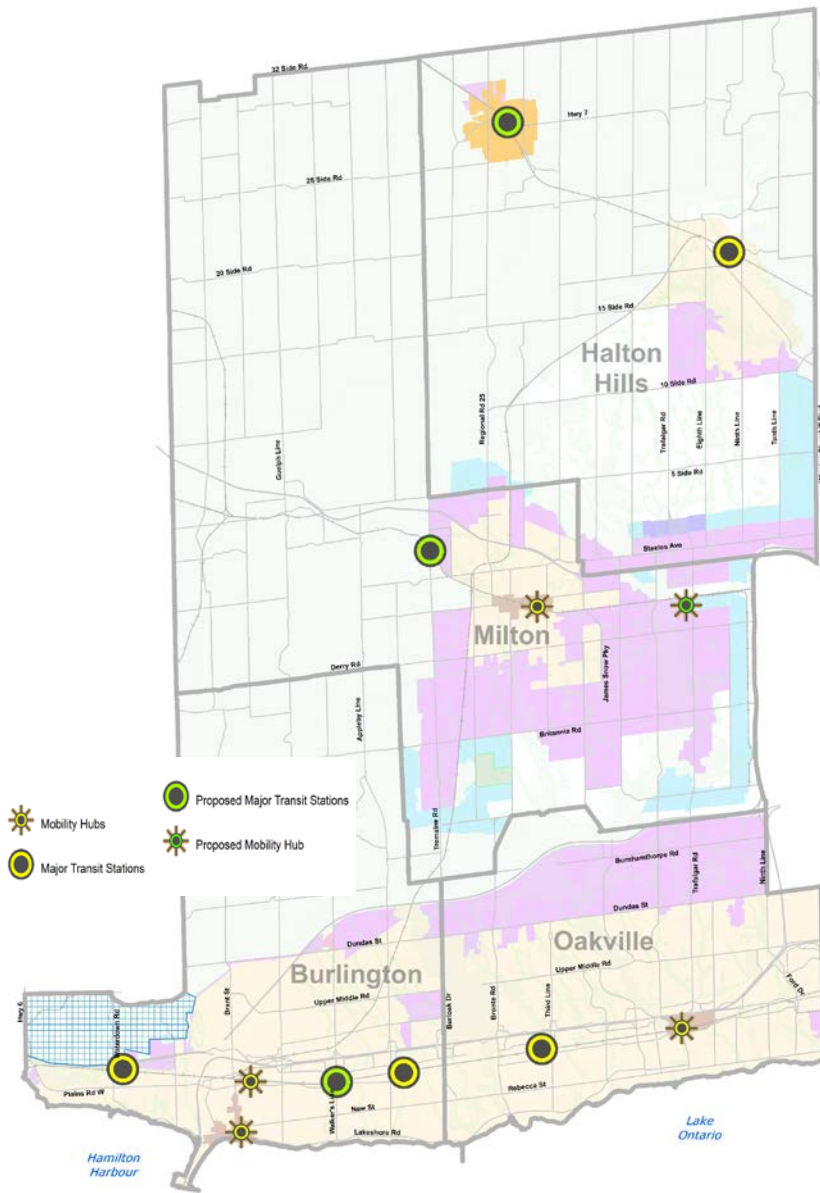 32 Side Rd
Hwy 7
25 Side Rd
20 Side Rd
15 Side Rd
Halton
Hills
10 Side Rd
Regional Rd 25
Trafalgar Rd
Eighth Line
Ninth Line
Tenth Line
Guelph Line
5 Side Rd
Steeles Ave
Milton
James Snow Pky
Derry Rd
Appleby Line
Britannia Rd
Tremaine Rd
Proposed Major Transit Stations
Mobility Hubs
Proposed Mobility Hub
Major Transit Stations
Burnhamthorpe Rd
Trafalgar Rd
Ninth Line
Dundas St
Dundas St
Oakville
Burlington
Upper Middle Rd
Upper Middle Rd
Hwy 6
Waterdown Rd
Brant St
Burloak Dr
Bronte Rd
Third Line
Ford Dr
Plains Rd W
Walker's Line
New St
Rebecca St
Lakeshore Rd
Lake
Ontario
Hamilton
Harbour